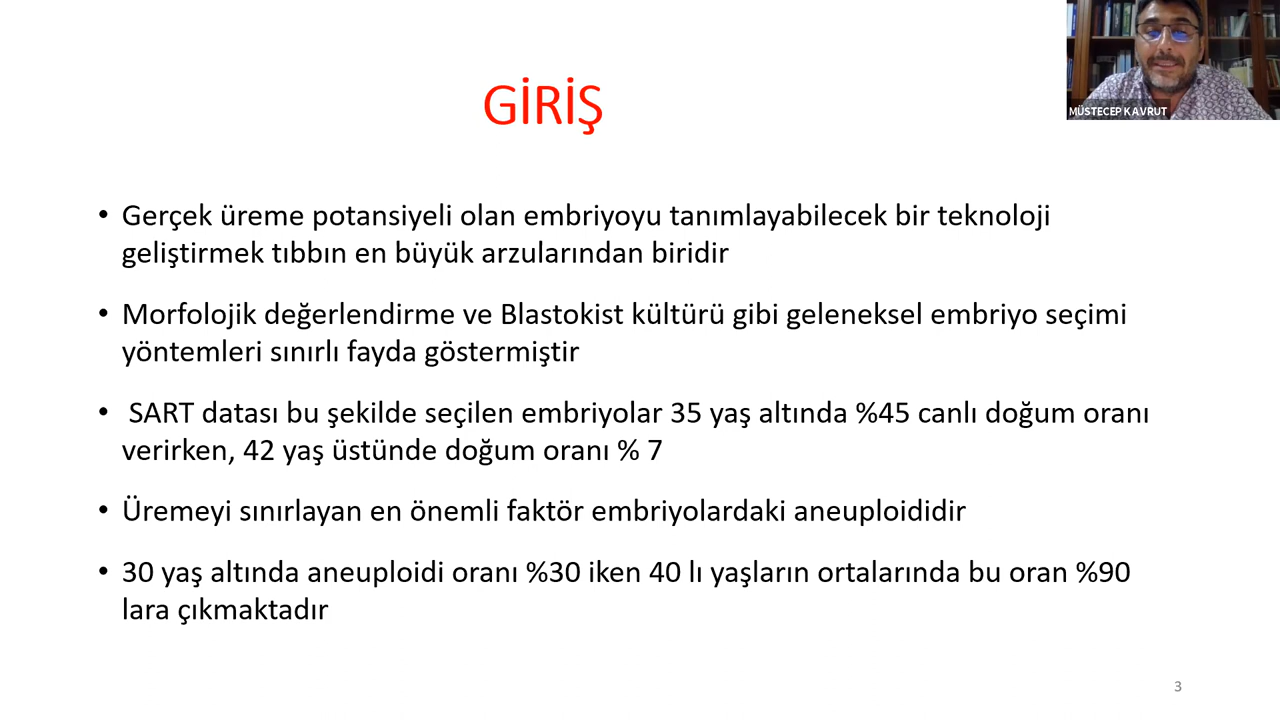 GİRİŞ
MÜSTECEP KAVRUT
• Gerçek üreme potansiyeli olan embriyoyu tanımlayabilecek bir teknoloji
geliştirmek tıbbın en büyük arzularından biridir
• Morfolojik değerlendirme ve Blastokist kültürü gibi geleneksel embriyo seçimi
yöntemleri sınırlı fayda göstermiştir
• SART datası bu şekilde seçilen embriyolar 35 yaş altında %45 canlı doğum oranı
verirken, 42 yaş üstünde doğum oranı % 7
• Üremeyi sınırlayan en önemli faktör embriyolardaki aneuploididir
• 30 yaş altında aneuploidi oranı %30 iken 40 lı yaşların ortalarında bu oran %90
lara çıkmaktadır
3